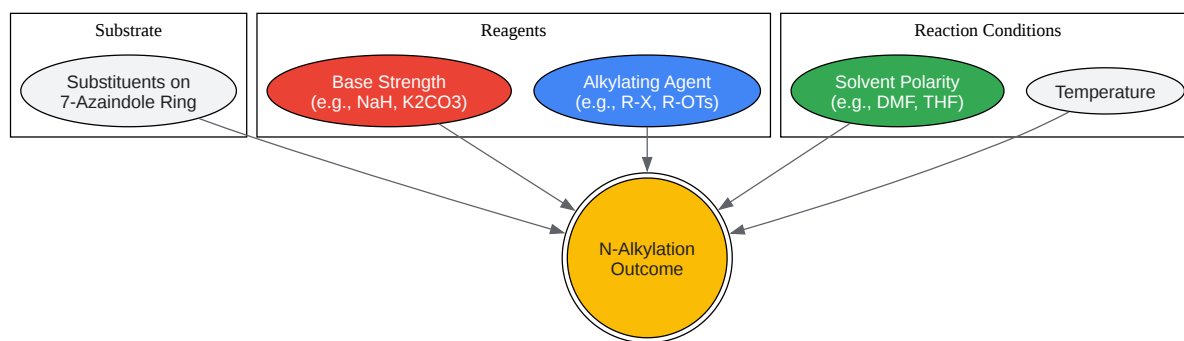 Substrate
Reagents
Reaction Conditions
Substituents on
7-Azaindole Ring
Base Strength
(e.g., NaH, K2CO3)
Alkylating Agent
(e.g., R-X, R-OTs)
Solvent Polarity
(e.g., DMF, THF)
Temperature
N-Alkylation
Outcome